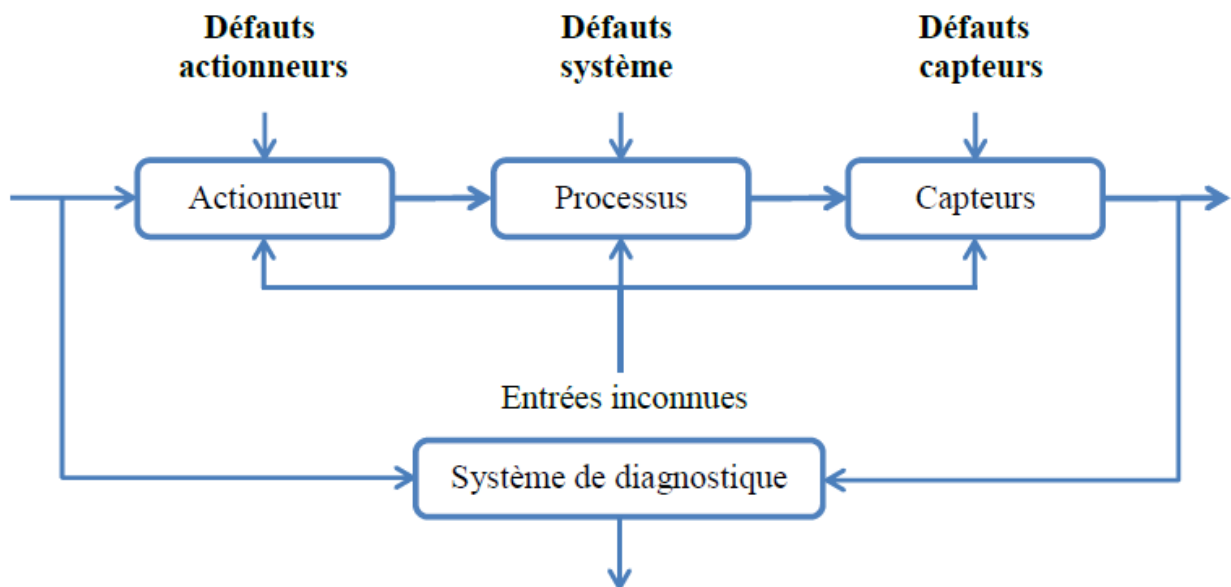 Défauts
actionneurs
Défauts
système
Défauts
capteurs
Actionneur
Processus
Capteurs
Entrées inconnues
Système de diagnostique